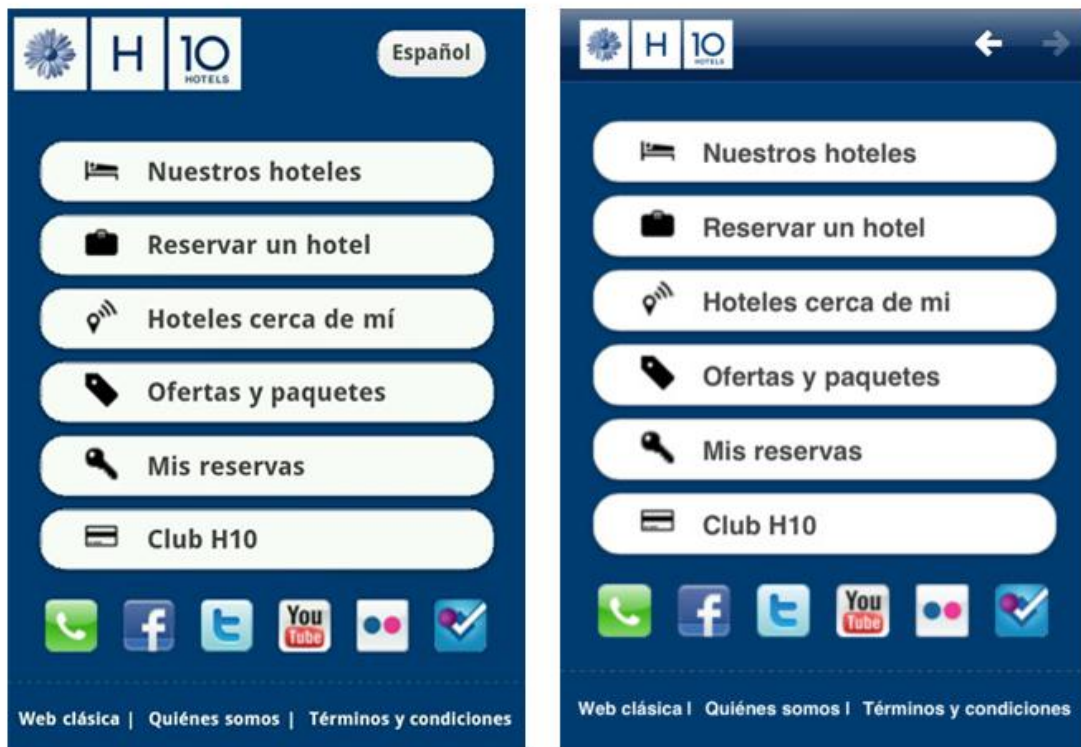 H 10
HOTELS
Español
Nuestros hoteles
Reservar un hotel
Hoteles cerca de mí
Ofertas y paquetes
Mis reservas
Club H10
You
Tube
Web clásica | Quiénes somos | Términos y condiciones
H 10
HOTELS
Nuestros hoteles
Reservar un hotel
Hoteles cerca de mi
Ofertas y paquetes
Mis reservas
Club H10
You
Tube
Web clásica | Quiénes somos | Términos y condiciones